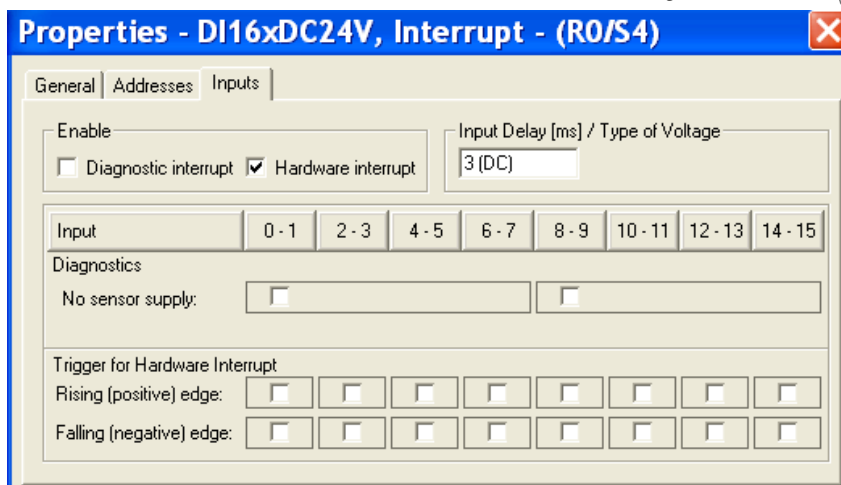 Properties - DI16xDC24V, Interrupt - (R0/S4)
General Addresses Inputs
Enable Input Delay [ms] / Type of Voltage
Diagnostic interrupt Hardware interrupt 3 (DC)
Input 0 - 1 2 - 3 4 - 5 6 - 7 8 - 9 10 - 11 12 - 13 14 - 15
Diagnostics
No sensor supply:
Trigger for Hardware Interrupt
Rising (positive) edge:
Falling (negative) edge: